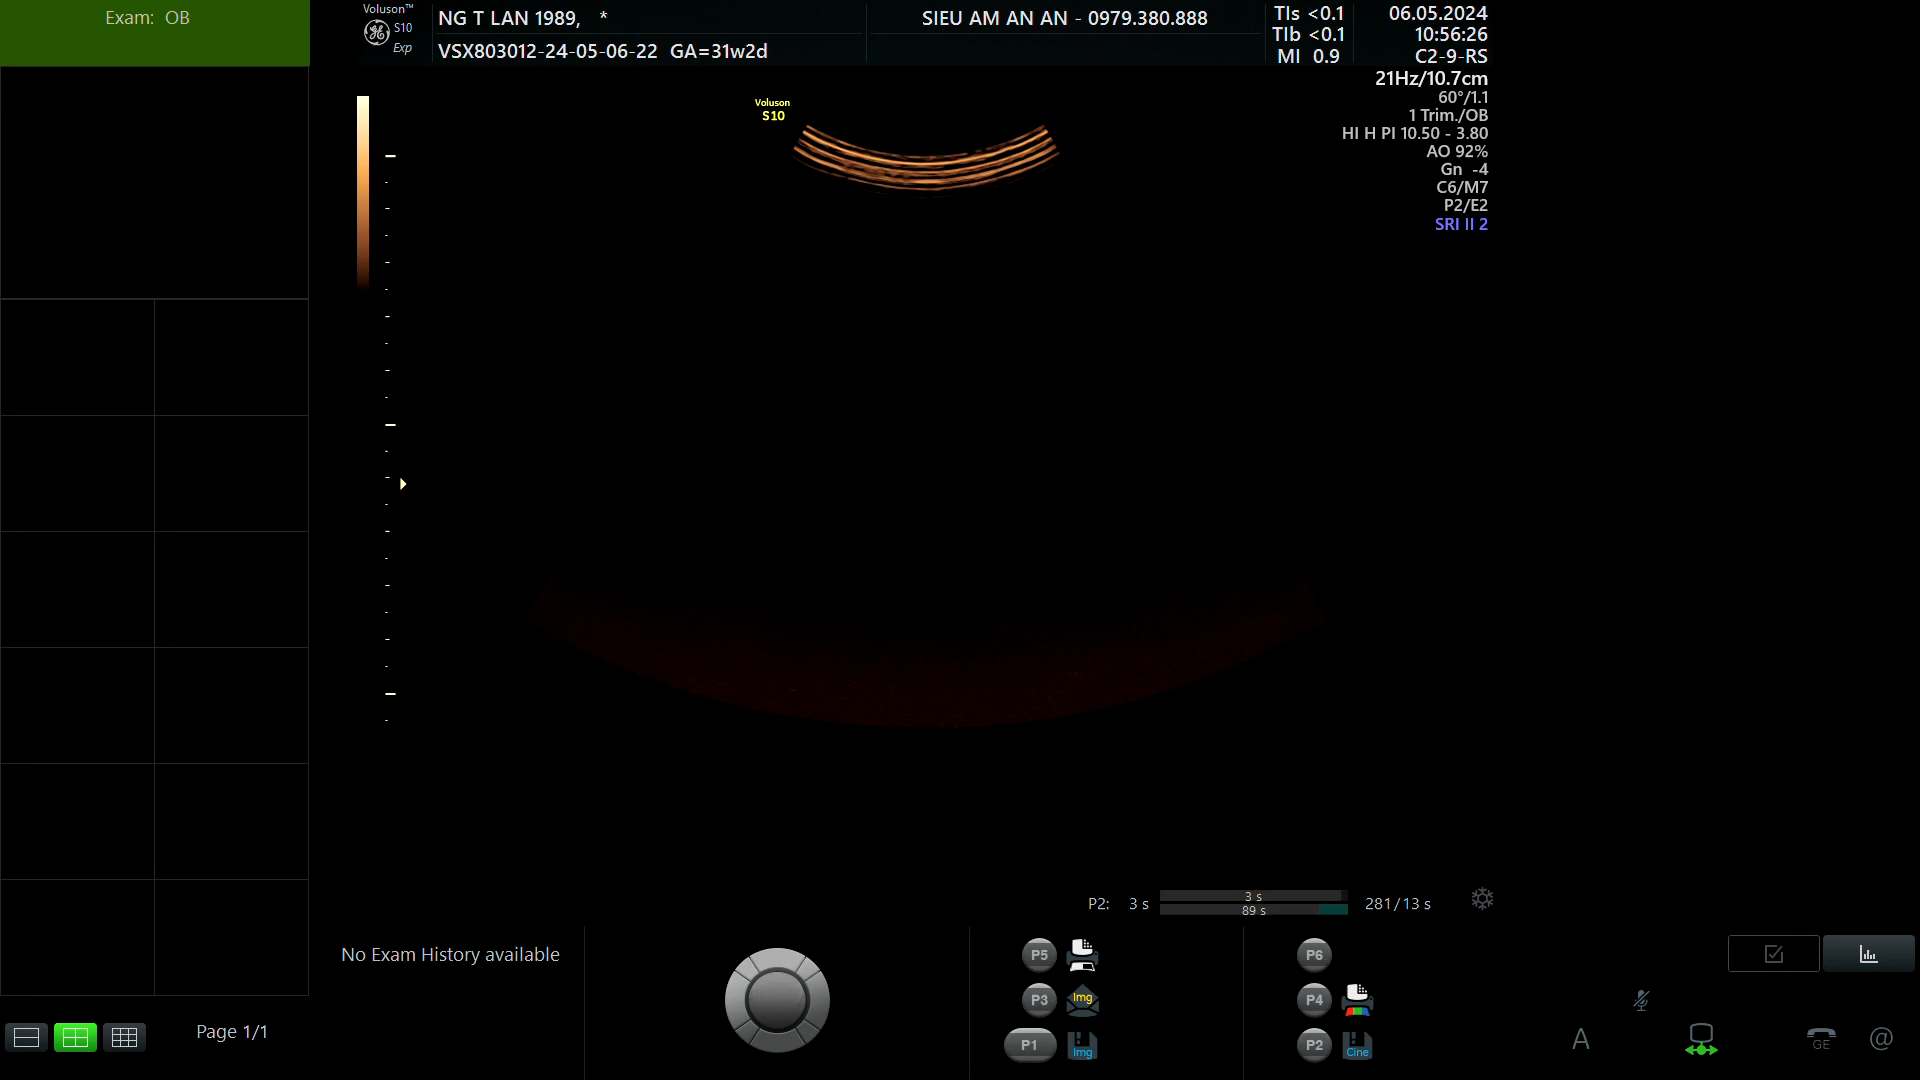 Exam: OB
Voluson™
S10
Exp
NG T LAN 1989, *
VSX803012-24-05-06-22 GA=31w2d
SIEU AM AN AN - 0979.380.888
TIs <0.1
TIb <0.1
MI 0.9
06.05.2024
10:56:26
C2-9-RS
21Hz/10.7cm
60°/1.1
1 Trim./OB
HI H PI 10.50 - 3.80
AO 92%
Gn -4
C6/M7
P2/E2
SRI II 2
Voluson
S10
P2: 3 s
3 s
89 s
281/13 s
No Exam History available
P5
P3 Img
P1 Img
P6
P4
P2 Cine
Page 1/1
A
GE
@